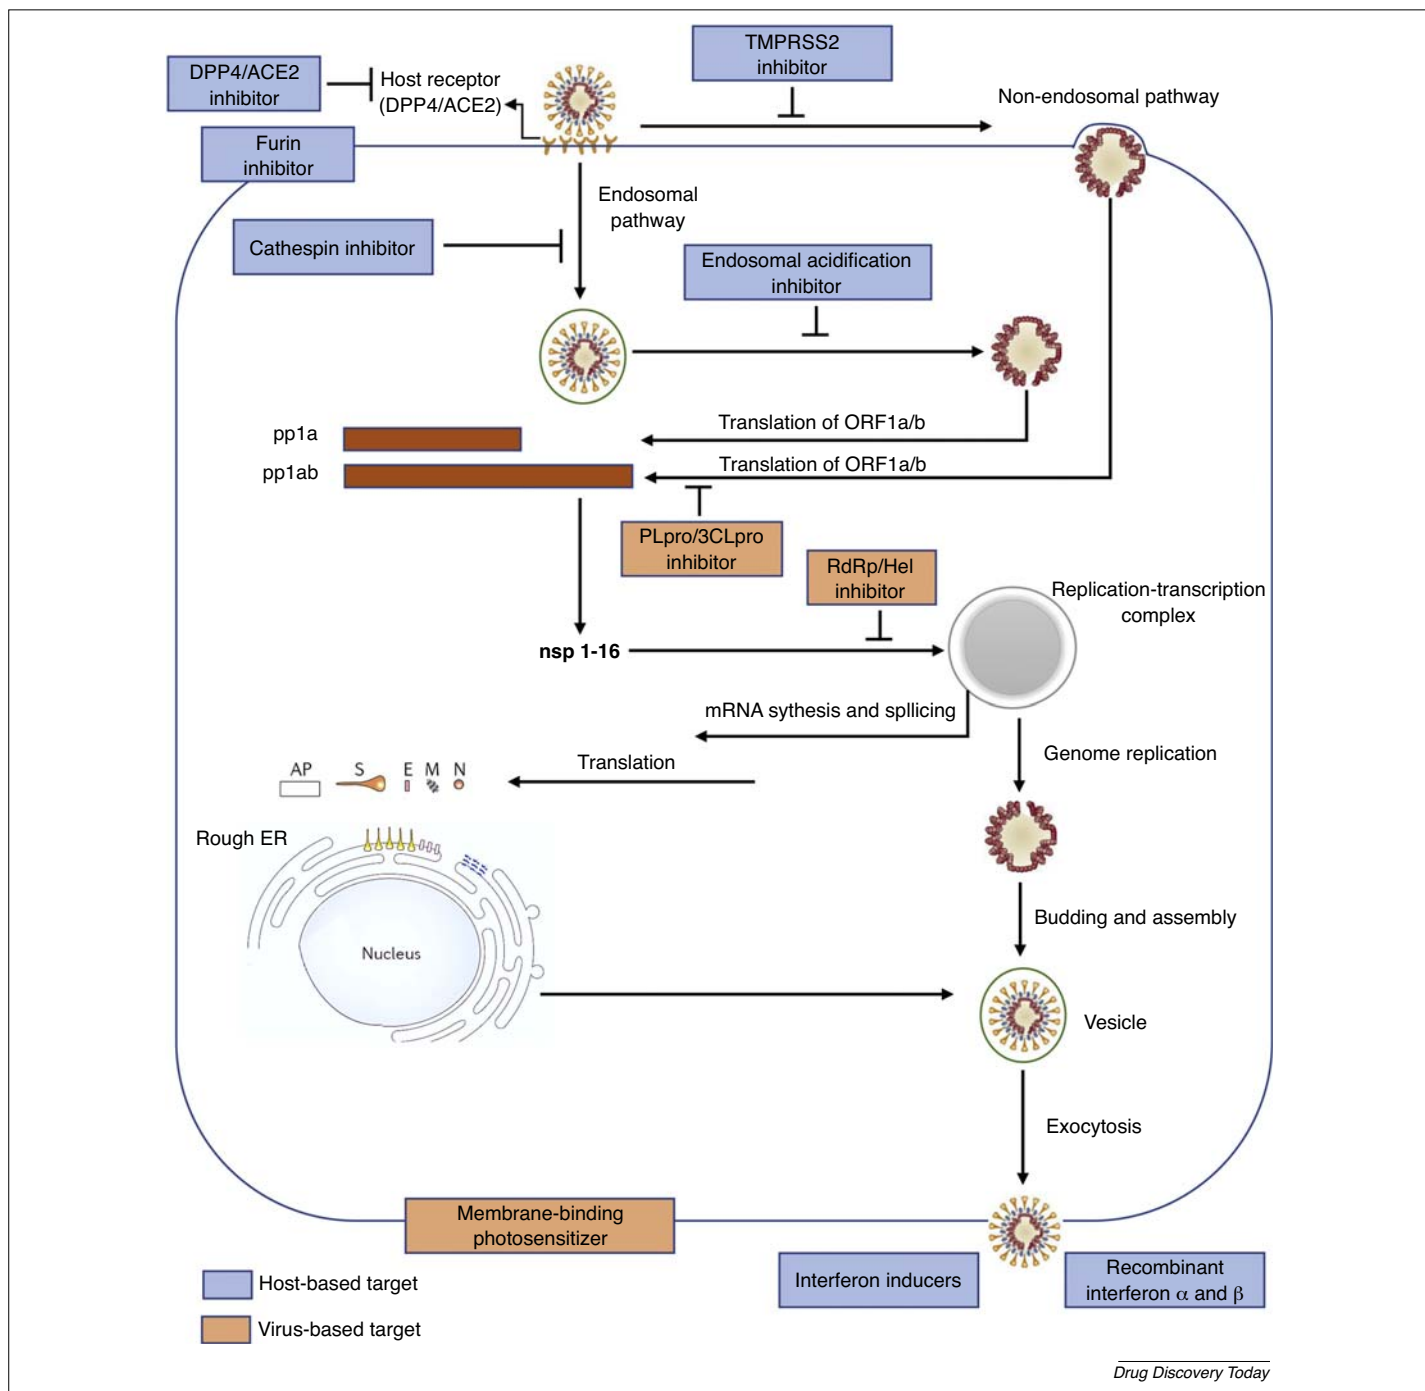 TMPRSS2
inhibitor
DPP4/ACE2
inhibitor
Host receptor
(DPP4/ACE2)
Non-endosomal pathway
Furin
inhibitor
Endosomal
pathway
Cathespin inhibitor
Endosomal acidification
inhibitor
Translation of ORF1a/b
pp1a
Translation of ORF1a/b
pp1ab
PLpro/3CLpro
inhibitor
RdRp/Hel
inhibitor
Replication-transcription
complex
nsp 1-16
mRNA sythesis and spllicing
Genome replication
Translation
AP S E M N
Rough ER
Budding and assembly
Nucleus
Vesicle
Exocytosis
Membrane-binding
photosensitizer
Interferon inducers
Recombinant
interferon α and β
Host-based target
Virus-based target
Drug Discovery Today